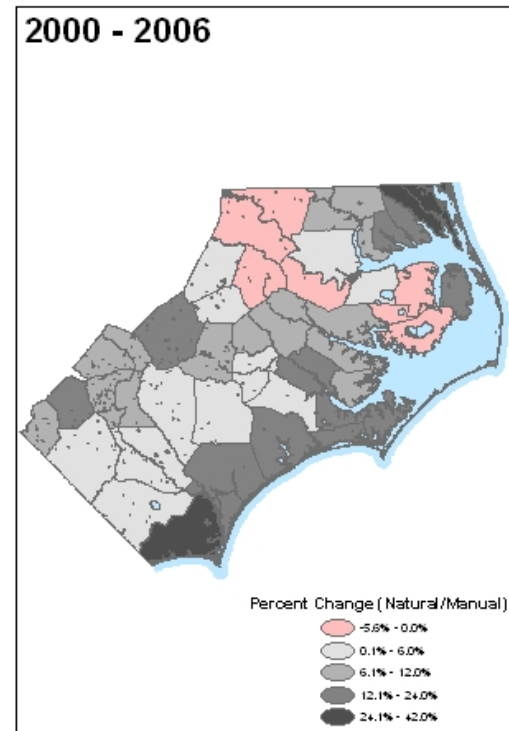 2000 - 2006
Percent Change (Natural/Manual)
-5.6% - 0.0%
0.1% - 6.0%
6.1% - 12.0%
12.1% - 24.0%
24.1% - 42.0%